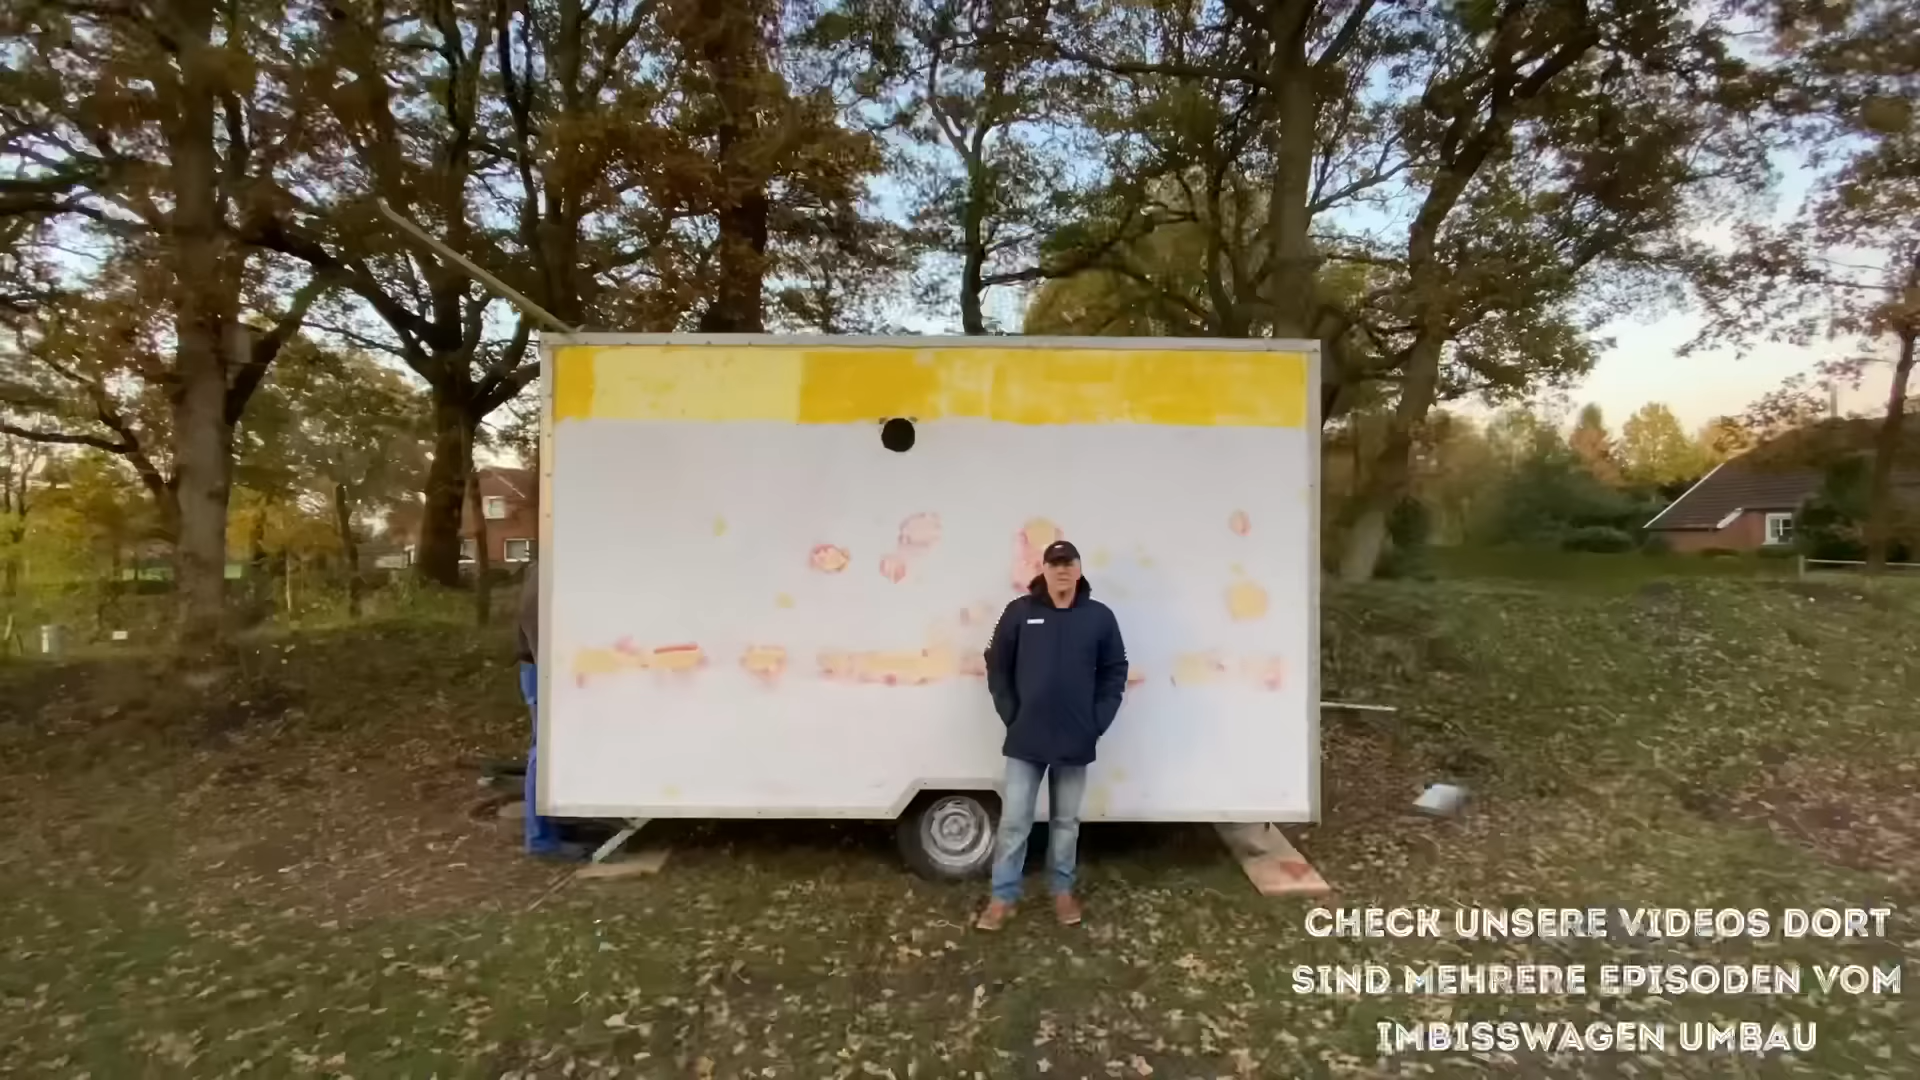 CHECK UNSERE VIDEOS DORT
SIND MEHRERE EPISODEN VOM
IMBISSWAGEN UMBAU